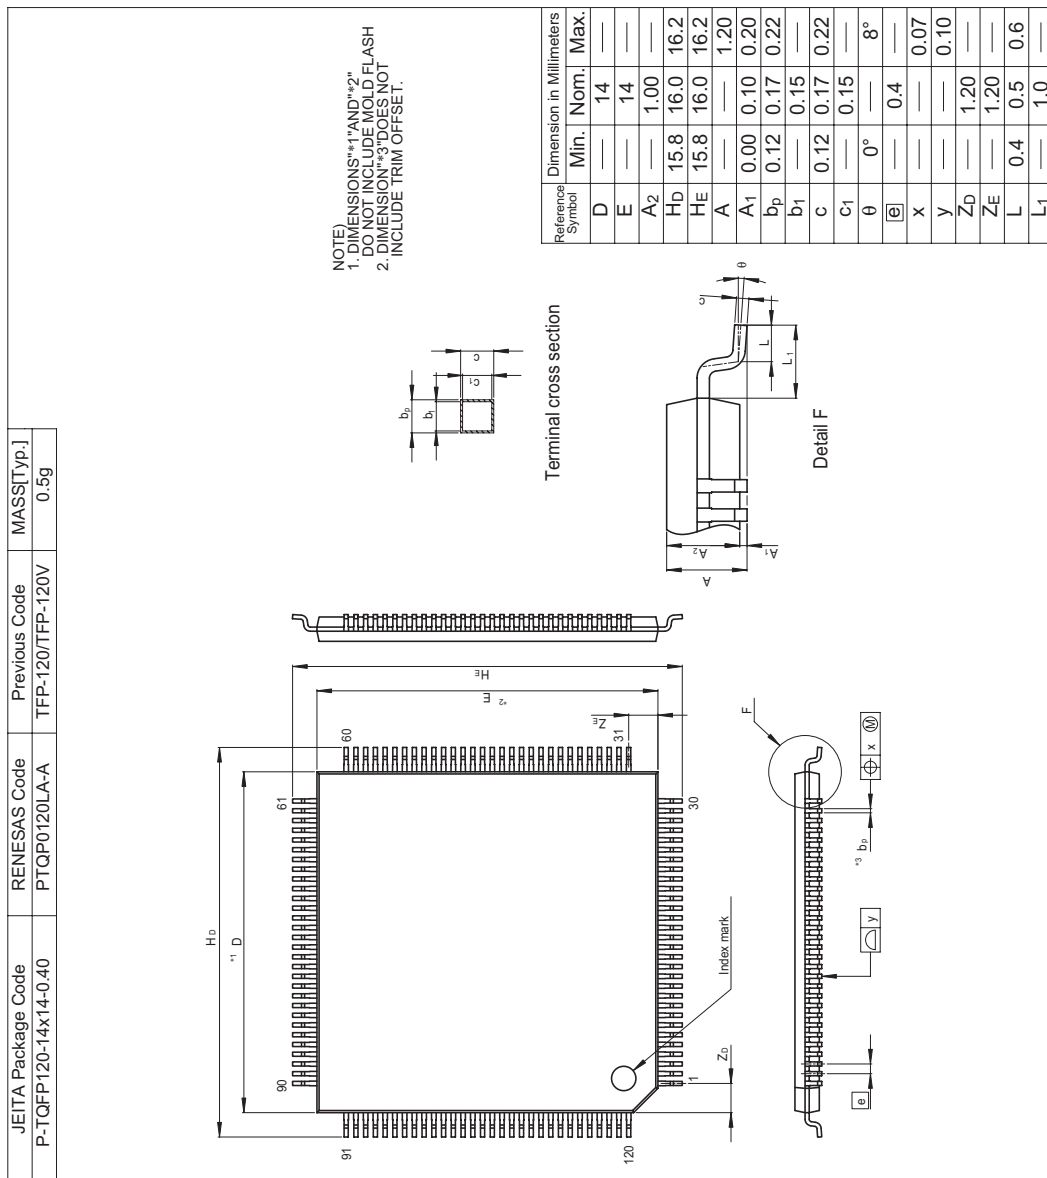 JEITA Package Code RENESAS Code Previous Code MASS[Typ.]
P-TQFP120-14x14-0.40 PTQP0120LA-A TFP-120/TFP-120V 0.5g
HD
*1 D
90
61
91
60
120
31
1
30
ZD
Index mark
ZE
*2 E
HE
F
e
y
*3 bp
x M
NOTE)
1. DIMENSIONS"*1"AND"*2"
DO NOT INCLUDE MOLD FLASH
2. DIMENSION"*3"DOES NOT
INCLUDE TRIM OFFSET.
bp
b1
c1
c
Terminal cross section
A
A2
A1
L
L1
c
θ
Detail F
Reference Symbol Dimension in Millimeters
Min. Nom. Max.
D — 14 —
E — 14 —
A2 — 1.00 —
HD 15.8 16.0 16.2
HE 15.8 16.0 16.2
A — — 1.20
A1 0.00 0.10 0.20
bp 0.12 0.17 0.22
b1 — 0.15 —
c 0.12 0.17 0.22
c1 — 0.15 —
θ 0° — 8°
e — 0.4 —
x — — 0.07
y — — 0.10
ZD — 1.20 —
ZE — 1.20 —
L 0.4 0.5 0.6
L1 — 1.0 —